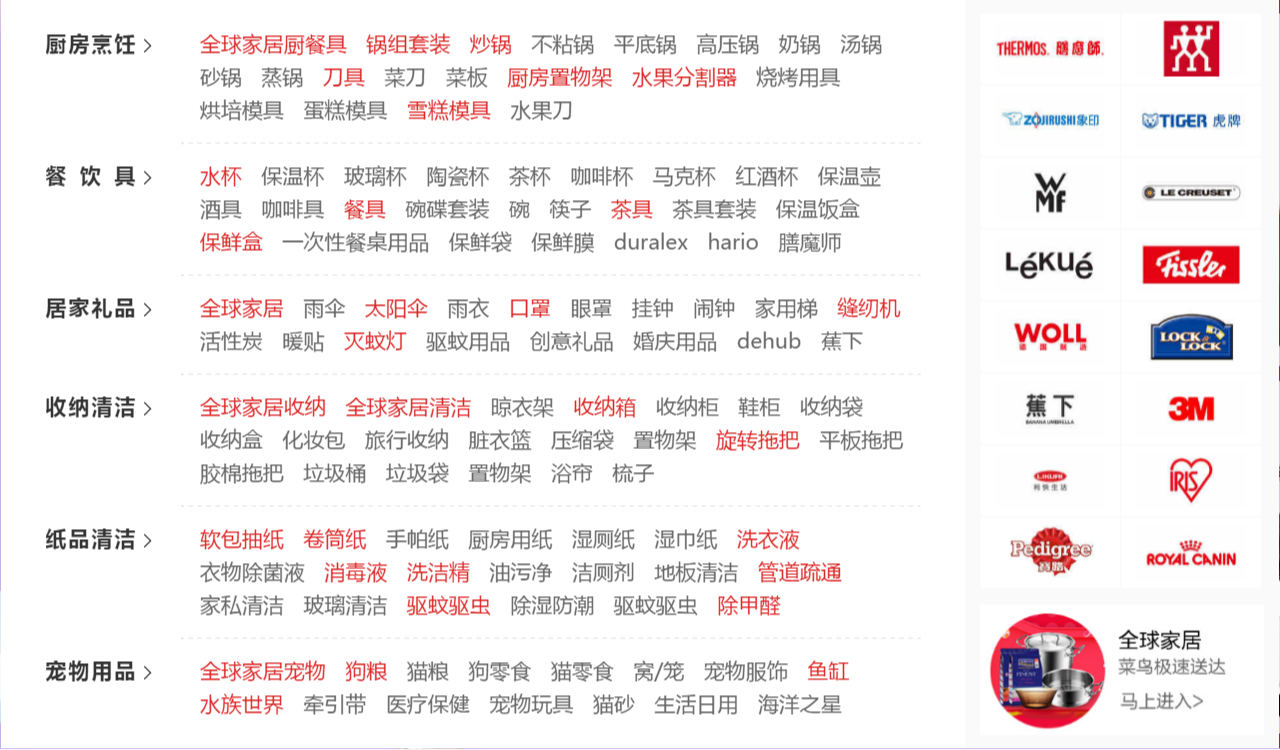 厨房烹饪 >
全球家居厨餐具 锅组套装 炒锅 不粘锅 平底锅 高压锅 奶锅 汤锅
砂锅 蒸锅 刀具 菜刀 菜板 厨房置物架 水果分割器 烧烤用具
烘培模具 蛋糕模具 雪糕模具 水果刀
餐 饮 具 >
水杯 保温杯 玻璃杯 陶瓷杯 茶杯 咖啡杯 马克杯 红酒杯 保温壶
酒具 咖啡具 餐具 碗碟套装 碗 筷子 茶具 茶具套装 保温饭盒
保鲜盒 一次性餐桌用品 保鲜袋 保鲜膜 duralex hario 膳魔师
居家礼品 >
全球家居 雨伞 太阳伞 雨衣 口罩 眼罩 挂钟 闹钟 家用梯 缝纫机
活性炭 暖贴 灭蚊灯 驱蚊用品 创意礼品 婚庆用品 dehub 蕉下
收纳清洁 >
全球家居收纳 全球家居清洁 晾衣架 收纳箱 收纳柜 鞋柜 收纳袋
收纳盒 化妆包 旅行收纳 脏衣篮 压缩袋 置物架 旋转拖把 平板拖把
胶棉拖把 垃圾桶 垃圾袋 置物架 浴帘 梳子
纸品清洁 >
软包抽纸 卷筒纸 手帕纸 厨房用纸 湿厕纸 湿巾纸 洗衣液
衣物除菌液 消毒液 洗洁精 油污净 洁厕剂 地板清洁 管道疏通
家私清洁 玻璃清洁 驱蚊驱虫 除湿防潮 驱蚊驱虫 除甲醛
宠物用品 >
全球家居宠物 狗粮 猫粮 狗零食 猫零食 窝/笼 宠物服饰 鱼缸
水族世界 牵引带 医疗保健 宠物玩具 猫砂 生活日用 海洋之星
THERMOS. 膳魔師.
ZOJIRUSHI 象印
TIGER 虎牌
WMF
LE CREUSET
LéKué
Fissler
WOLL
德国制造
LOCK & LOCK
蕉下
BANANA UMBRELLA
3M
LIKUAI
利快生活
IRIS
Pedigree
宝路
ROYAL CANIN
全球家居
菜鸟极速送达
马上进入>